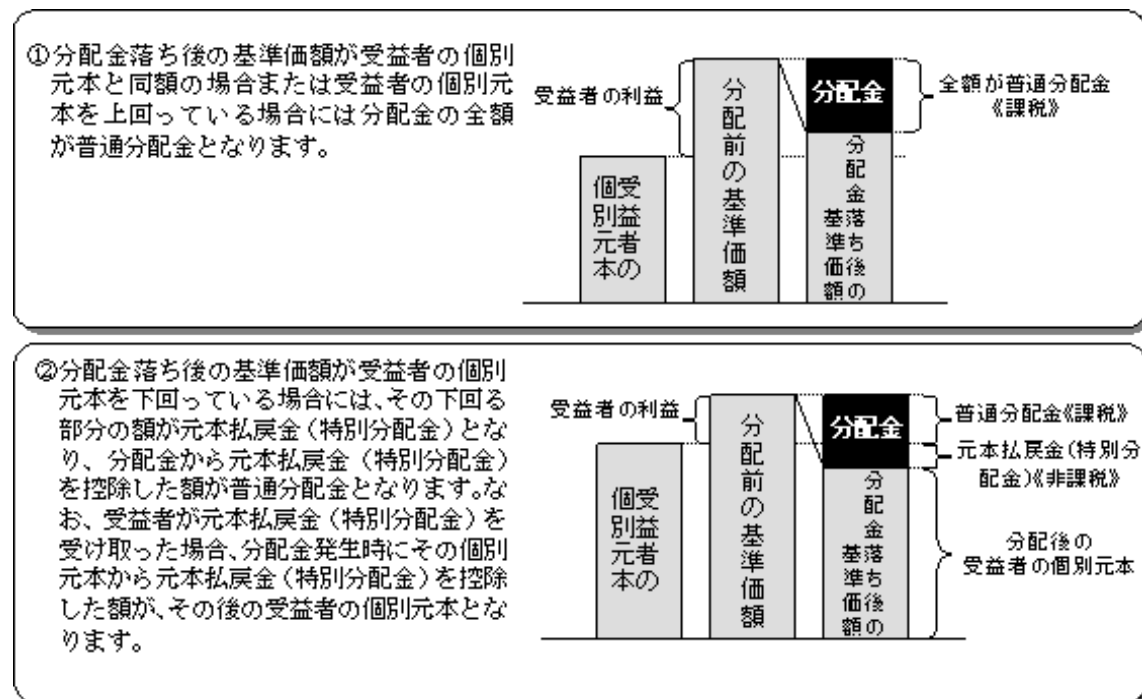 ①分配金落ち後の基準価額が受益者の個別
元本と同額の場合または受益者の個別元
本を上回っている場合には分配金の全額
が普通分配金となります。
受益者の利益
個別元本
受益者の
分配前の基準価額
分配金
分配金落ち後の
基準価額
全額が普通分配金
《課税》
②分配金落ち後の基準価額が受益者の個別
元本を下回っている場合には、その下回る
部分の額が元本払戻金（特別分配金）とな
り、分配金から元本払戻金（特別分配金）
を控除した額が普通分配金となります。な
お、受益者が元本払戻金（特別分配金）を
受け取った場合、分配金発生時にその個別
元本から元本払戻金（特別分配金）を控除
した額が、その後の受益者の個別元本とな
ります。
受益者の利益
受益者の
個別元本
分配前の基準価額
分配金
分配金落ち後の
基準価額
普通分配金《課税》
元本払戻金（特別分
配金）《非課税》
分配後の
受益者の個別元本